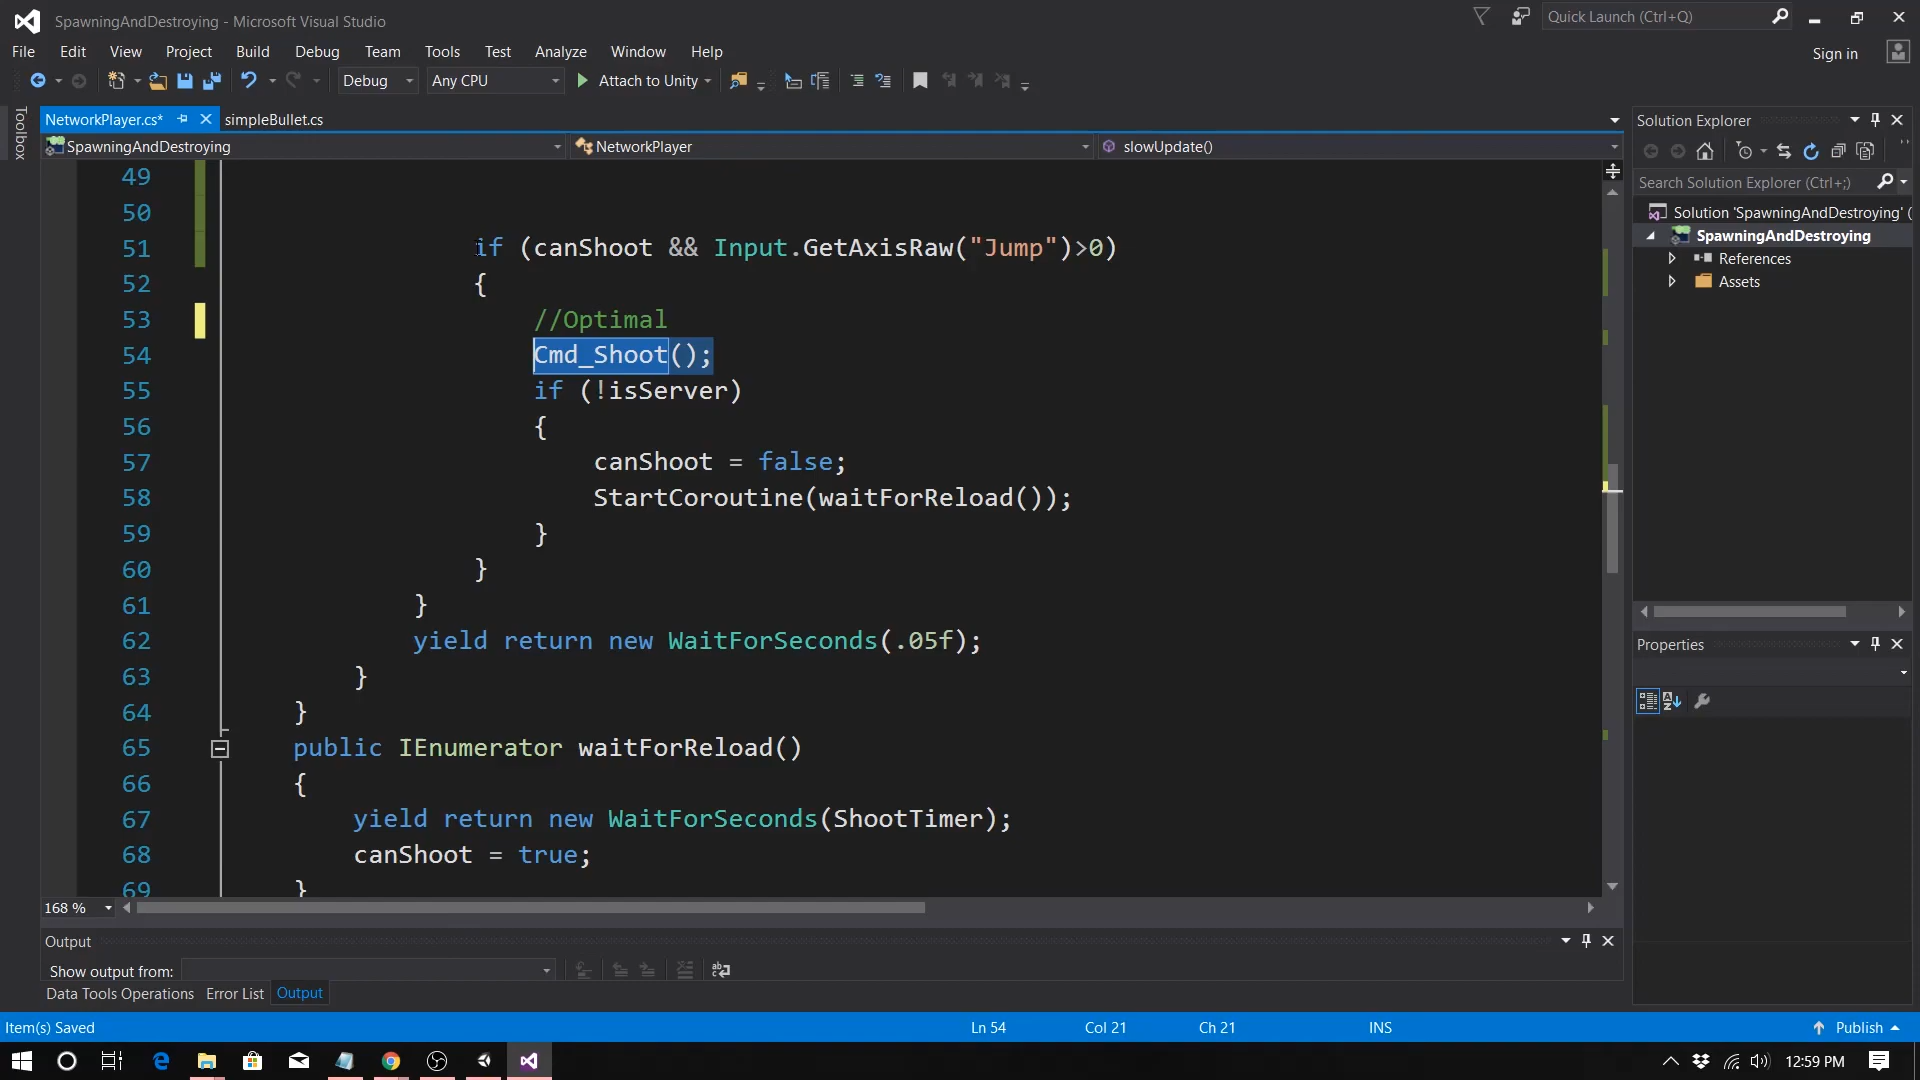 SpawningAndDestroying - Microsoft Visual Studio
Quick Launch (Ctrl+Q)
File Edit View Project Build Debug Team Tools Test Analyze Window Help
Sign in
Debug Any CPU Attach to Unity
Toolbox
NetworkPlayer.cs* simpleBullet.cs
SpawningAndDestroying NetworkPlayer slowUpdate()
49
50
51 if (canShoot && Input.GetAxisRaw("Jump")>0)
52 {
53 //Optimal
54 Cmd_Shoot();
55 if (!isServer)
56 {
57 canShoot = false;
58 StartCoroutine(waitForReload());
59 }
60 }
61 }
62 yield return new WaitForSeconds(.05f);
63 }
64 }
65 public IEnumerator waitForReload()
66 {
67 yield return new WaitForSeconds(ShootTimer);
68 canShoot = true;
69 }
168 %
Output
Show output from:
Data Tools Operations Error List Output
Solution Explorer
Search Solution Explorer (Ctrl+;)
Solution 'SpawningAndDestroying' (
SpawningAndDestroying
References
Assets
Properties
Item(s) Saved Ln 54 Col 21 Ch 21 INS Publish
12:59 PM